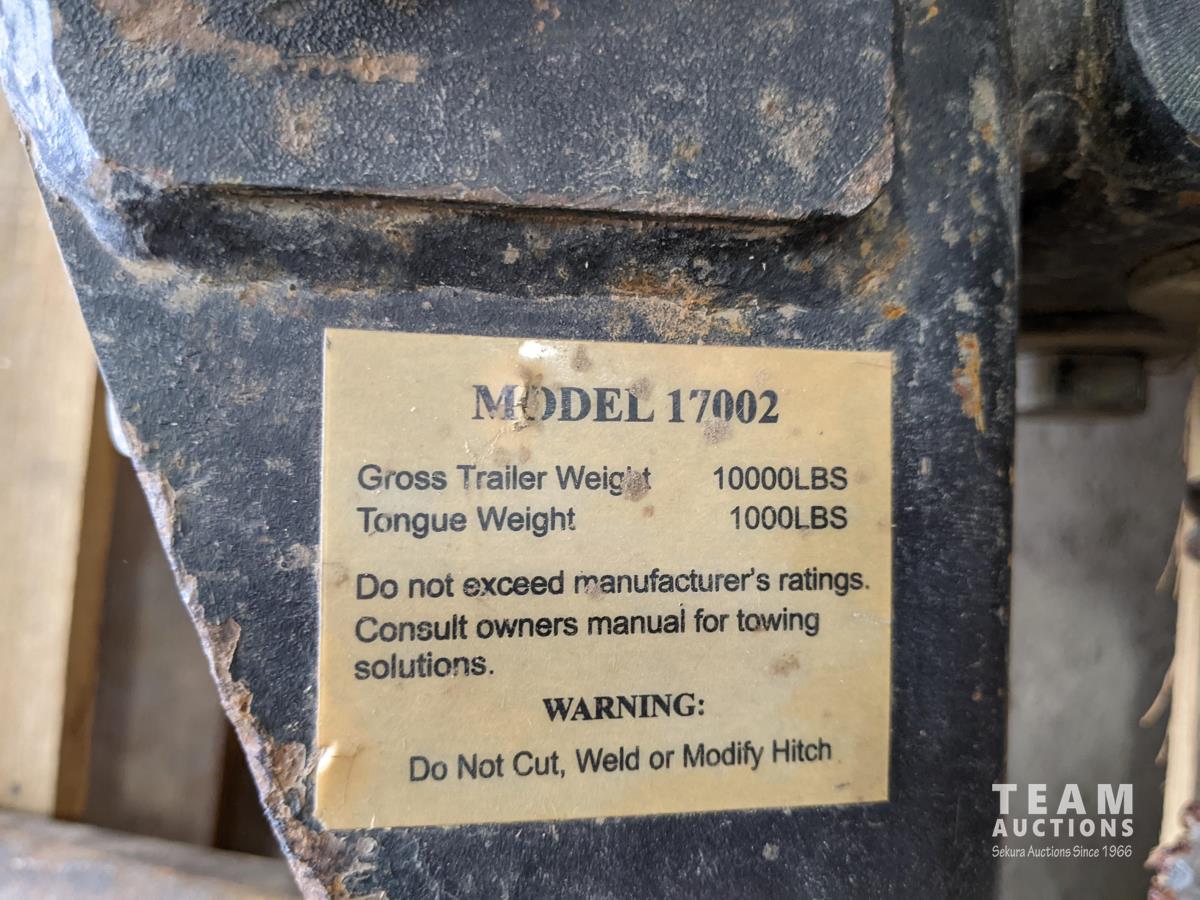 MODEL 17002
Gross Trailer Weight 10000LBS
Tongue Weight 1000LBS
Do not exceed manufacturer's ratings.
Consult owners manual for towing
solutions.
WARNING:
Do Not Cut, Weld or Modify Hitch
TEAM
AUCTIONS
Sekura Auctions Since 1966